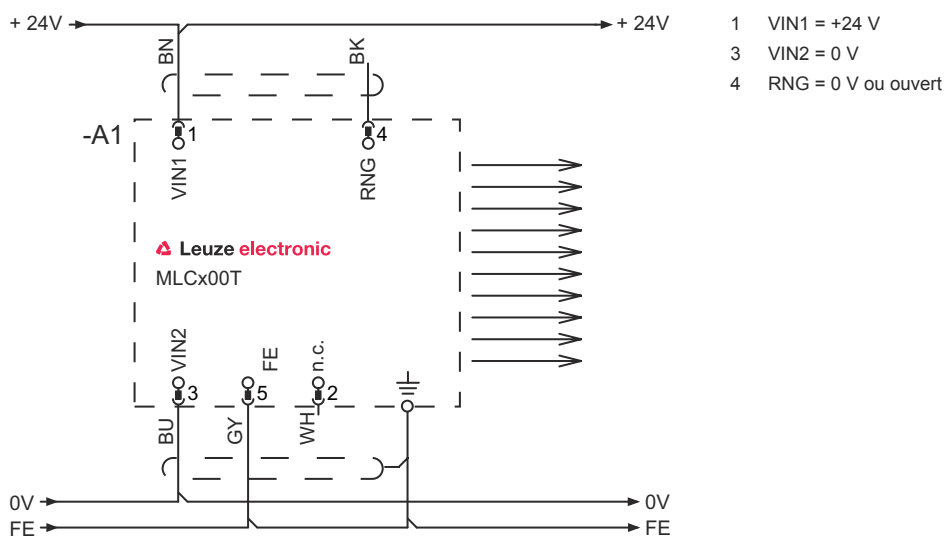 + 24V
+ 24V
1 VIN1 = +24 V
3 VIN2 = 0 V
4 RNG = 0 V ou ouvert
BN
BK
-A1
1
4
VIN1
RNG
Leuze electronic
MLCx00T
VIN2
FE
n.c.
3
5
2
BU
GY
WH
0V
0V
FE
FE